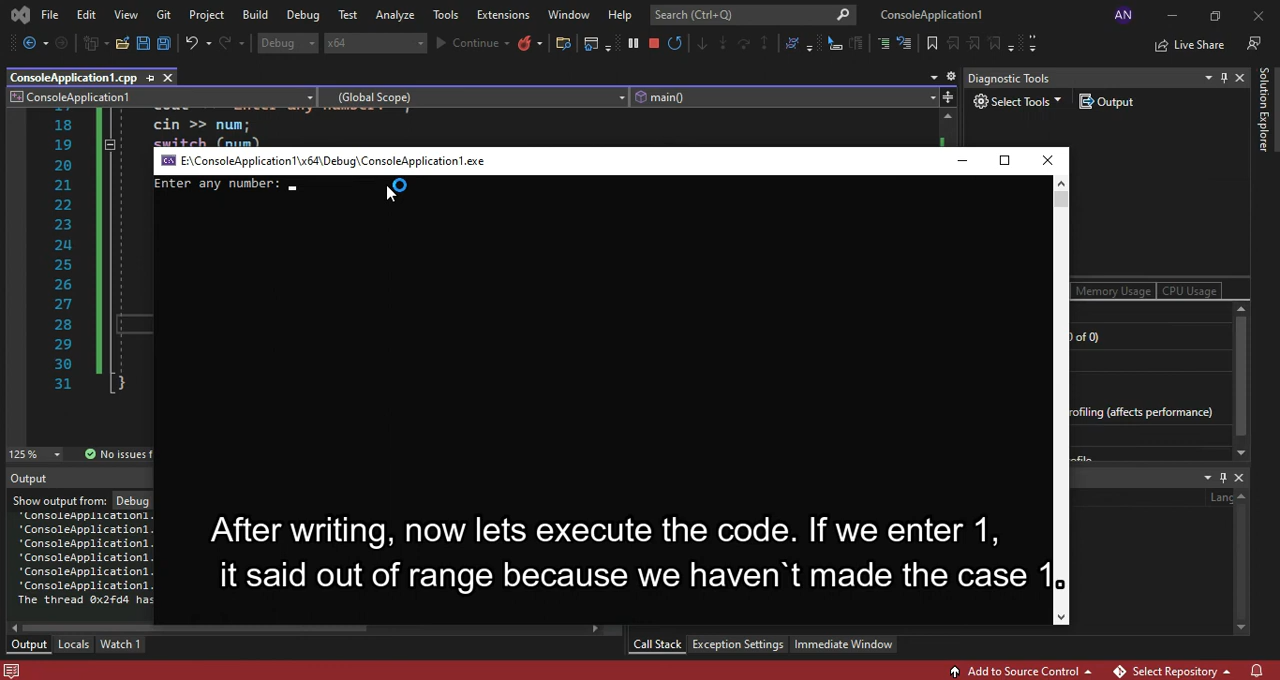 File Edit View Git Project Build Debug Test Analyze Tools Extensions Window Help Search (Ctrl+Q) ConsoleApplication1 AN
Debug x64 Continue Live Share
ConsoleApplication1.cpp
Diagnostic Tools
ConsoleApplication1 (Global Scope) main()
Select Tools Output
Solution Explorer
17
18 cin >> num;
19 switch (num)
E:\ConsoleApplication1\x64\Debug\ConsoleApplication1.exe
20
21
22
23
24
25
26
27
28
29
30
31 }
Enter any number:
Memory Usage CPU Usage
0 of 0)
rofiling (affects performance)
125 % No issues f
Output
Show output from: Debug
'ConsoleApplication1.
'ConsoleApplication1.
'ConsoleApplication1.
'ConsoleApplication1.
'ConsoleApplication1.
'ConsoleApplication1.
The thread 0x2fd4 has
Lang
After writing, now lets execute the code. If we enter 1,
it said out of range because we haven`t made the case 1.
Output Locals Watch 1
Call Stack Exception Settings Immediate Window
Add to Source Control Select Repository